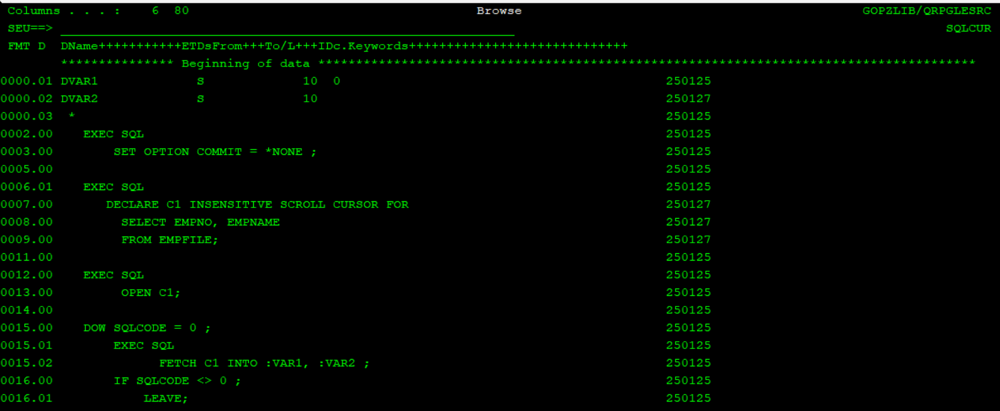 Columns . . . :    6  80                                      Browse                                             GOPZLIB/QRPGLESRC
SEU==> ____________________________________________________________                                                         SQLCUR
FMT D  DName+++++++++++ETDsFrom+++To/L+++IDc.Keywords+++++++++++++++++++++++++++++
       *************** Beginning of data ***************************************************************************************
0000.01 DVAR1             S             10  0                                           250125
0000.02 DVAR2             S             10                                              250127
0000.03  *                                                                              250125
0002.00    EXEC SQL                                                                     250125
0003.00        SET OPTION COMMIT = *NONE ;                                              250125
0005.00                                                                                 250125
0006.01    EXEC SQL                                                                     250125
0007.00       DECLARE C1 INSENSITIVE SCROLL CURSOR FOR                                  250127
0008.00         SELECT EMPNO, EMPNAME                                                   250127
0009.00         FROM EMPFILE;                                                           250127
0011.00                                                                                 250125
0012.00    EXEC SQL                                                                     250125
0013.00         OPEN C1;                                                                250125
0014.00                                                                                 250125
0015.00    DOW SQLCODE = 0 ;                                                            250125
0015.01        EXEC SQL                                                                 250125
0015.02              FETCH C1 INTO :VAR1, :VAR2 ;                                       250125
0016.00        IF SQLCODE <> 0 ;                                                        250125
0016.01            LEAVE;                                                               250125